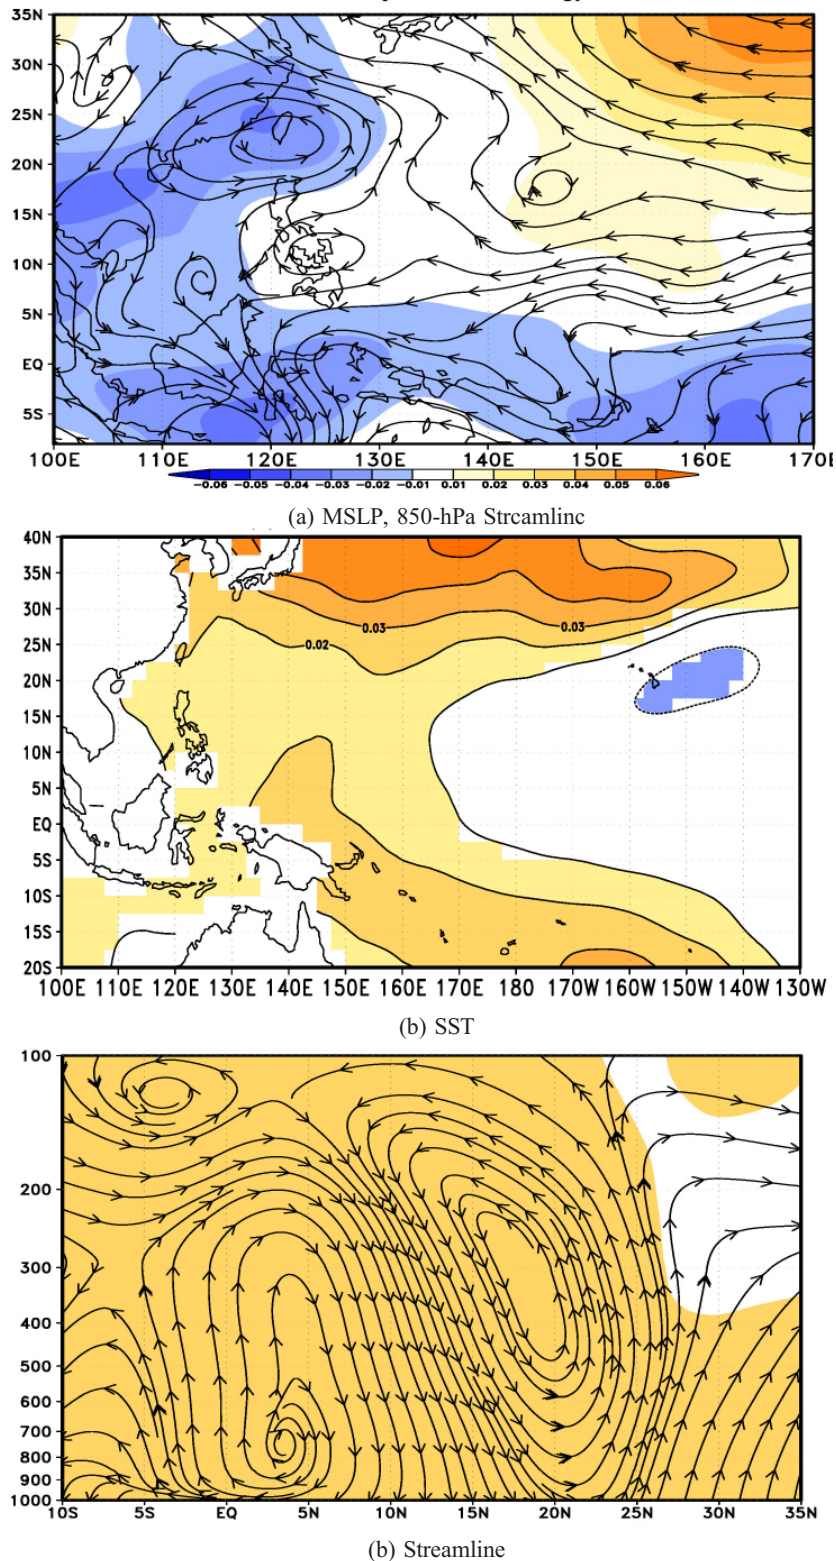 35N
30N
25N
20N
15N
10N
5N
EQ
5S
100E 110E 120E 130E 140E 150E 160E 170E
−0.06 −0.05 −0.04 −0.03 −0.02 −0.01 0.01 0.02 0.03 0.04 0.05 0.06
(a) MSLP, 850-hPa Streamline
40N
35N
30N
25N
20N
15N
10N
5N
EQ
5S
10S
15S
20S
0.02 0.03 0.03
100E 110E 120E 130E 140E 150E 160E 170E 180 170W 160W 150W 140W 130W
(b) SST
100
200
300
400
500
600
700
800
900
1000
10S 5S EQ 5N 10N 15N 20N 25N 30N 35N
(b) Streamline